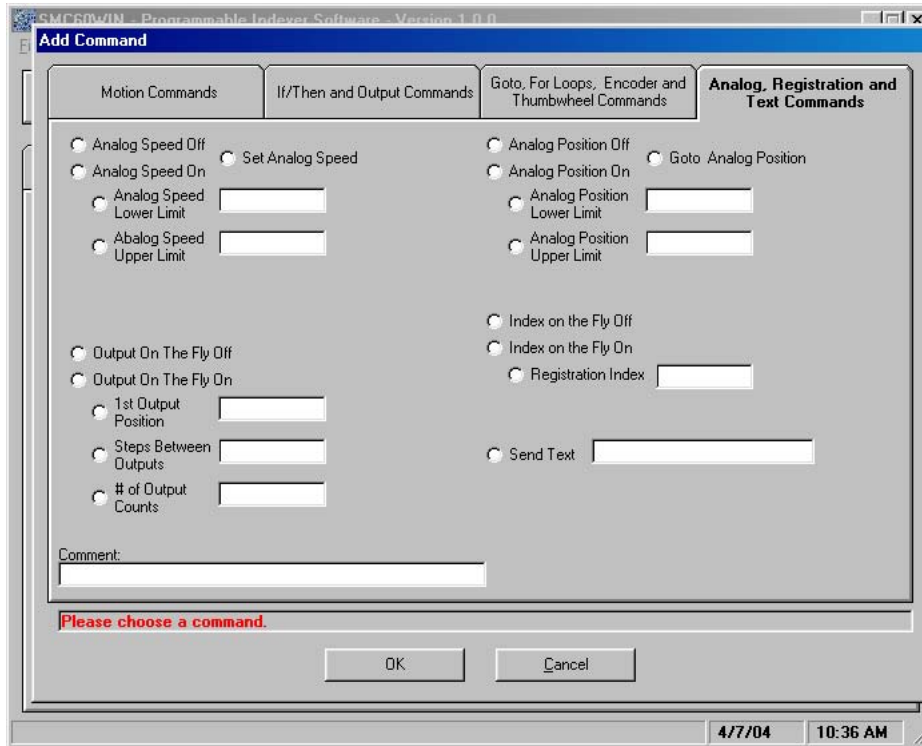 SMC60WIN - Programmable Indexer Software - Version 1.0.0
Add Command
Motion Commands
If/Then and Output Commands
Goto, For Loops, Encoder and
Thumbwheel Commands
Analog, Registration and
Text Commands
Analog Speed Off
Set Analog Speed
Analog Speed On
Analog Speed
Lower Limit
Abalog Speed
Upper Limit
Analog Position Off
Goto Analog Position
Analog Position On
Analog Position
Lower Limit
Analog Position
Upper Limit
Output On The Fly Off
Output On The Fly On
1st Output
Position
Steps Between
Outputs
# of Output
Counts
Index on the Fly Off
Index on the Fly On
Registration Index
Send Text
Comment:
Please choose a command.
OK
Cancel
4/7/04
10:36 AM